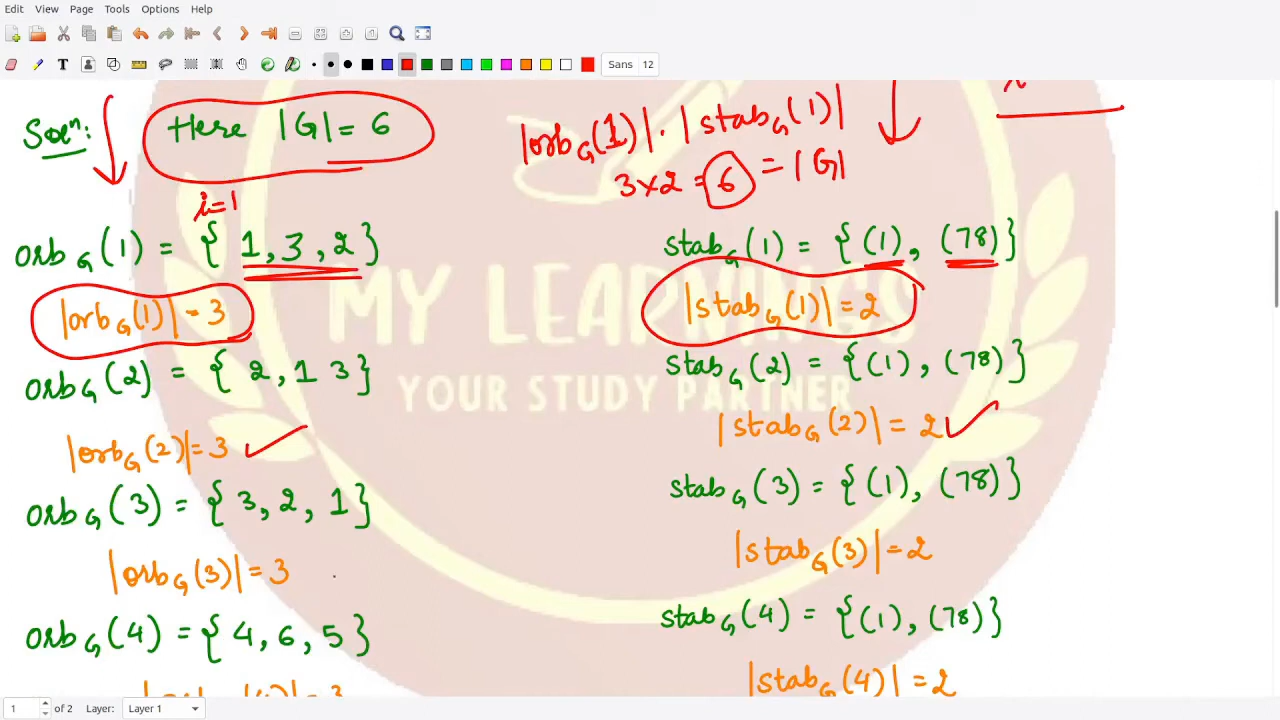 Edit View Page Tools Options Help
Sans 12
Soln:
Here |G| = 6
|orbG(1)| · |stabG(1)|
3×2 = 6 = |G|
i=1
orbG(1) = {1, 3, 2}
stabG(1) = {(1), (78)}
|orbG(1)| = 3
|stabG(1)| = 2
MY LEARNINGS
YOUR STUDY PARTNER
orbG(2) = {2, 1 3}
stabG(2) = {(1), (78)}
|orbG(2)| = 3
|stabG(2)| = 2
orbG(3) = {3, 2, 1}
stabG(3) = {(1), (78)}
|orbG(3)| = 3
|stabG(3)| = 2
orbG(4) = {4, 6, 5}
stabG(4) = {(1), (78)}
|stabG(4)| = 2
1 of 2 Layer: Layer 1